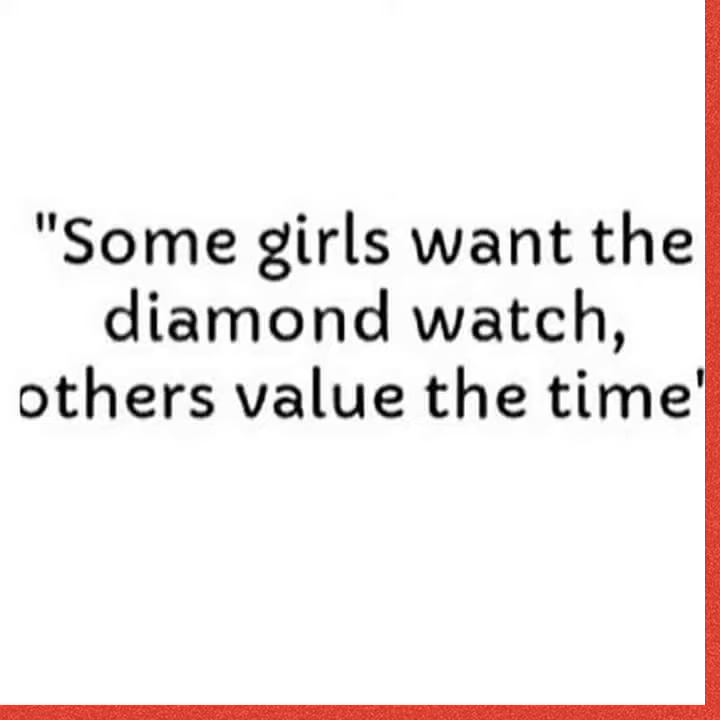 "Some girls want the
diamond watch,
others value the time"